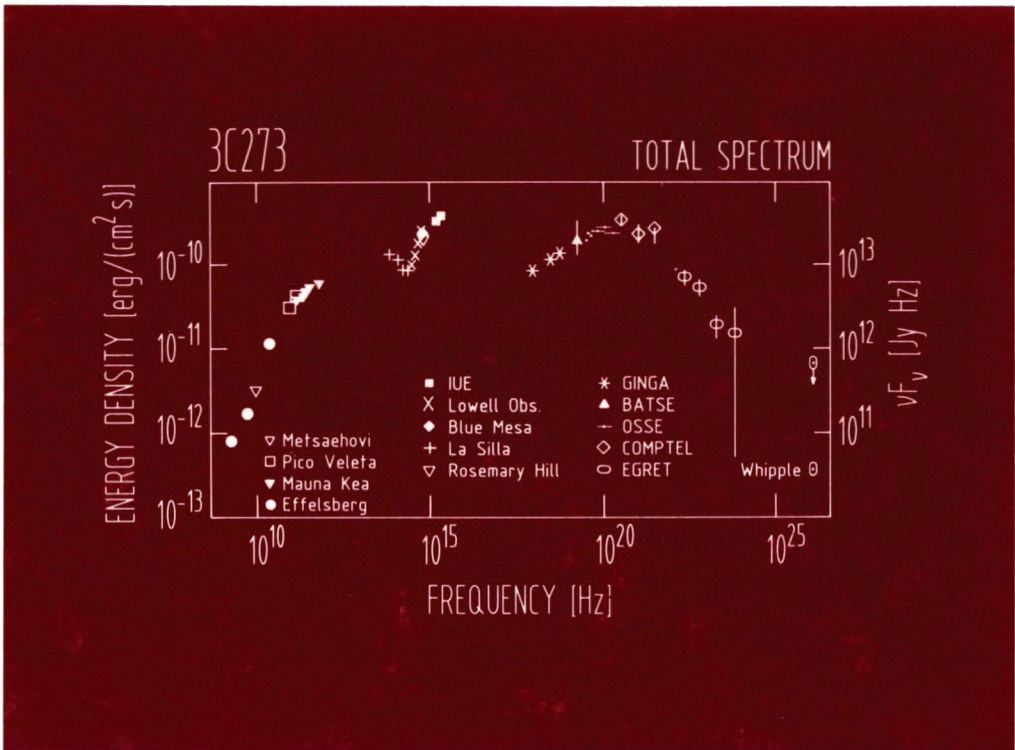 3C273
TOTAL SPECTRUM
ENERGY DENSITY [erg/(cm² s)]
10⁻¹⁰
10⁻¹¹
10⁻¹²
10⁻¹³
10¹³
10¹²
10¹¹
νFᵥ [Jy Hz]
▽ Metsaehovi
□ Pico Veleta
▼ Mauna Kea
● Effelsberg
■ IUE
X Lowell Obs.
◆ Blue Mesa
+ La Silla
▽ Rosemary Hill
* GINGA
▲ BATSE
OSSE
◇ COMPTEL
EGRET
Whipple
10¹⁰
10¹⁵
10²⁰
10²⁵
FREQUENCY [Hz]